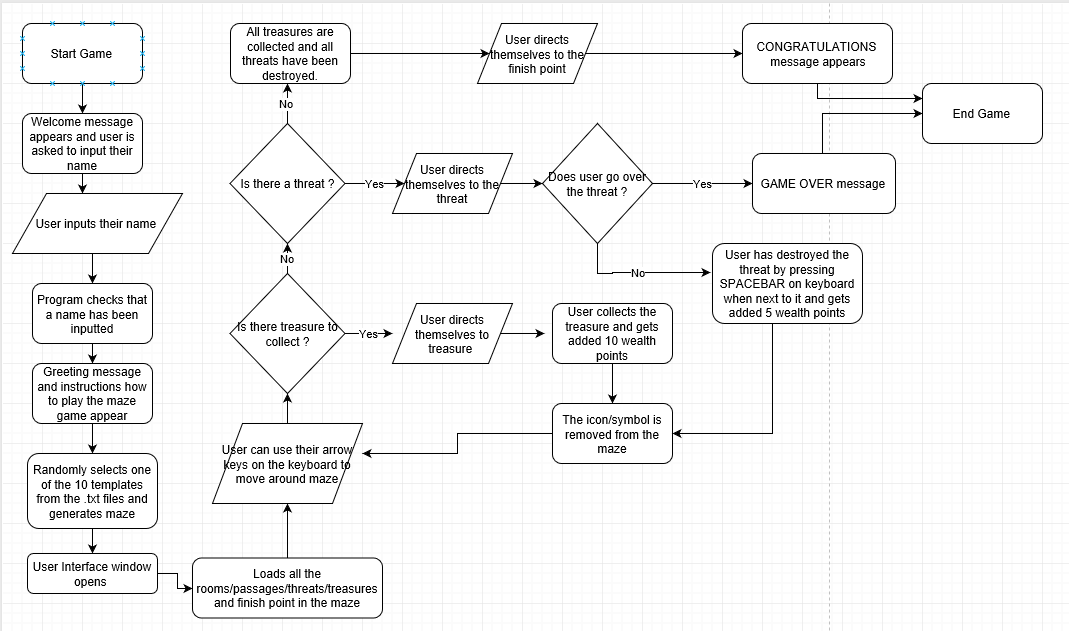 Start Game
Welcome message
appears and user is
asked to input their
name
User inputs their name
Program checks that
a name has been
inputted
Greeting message
and instructions how
to play the maze
game appear
Randomly selects one
of the 10 templates
from the .txt files and
generates maze
User Interface window
opens
Loads all the
rooms/passages/threats/treasures
and finish point in the maze
User can use their arrow
keys on the keyboard to
move around maze
Is there treasure to
collect ?
Yes
User directs
themselves to
treasure
User collects the
treasure and gets
added 10 wealth
points
The icon/symbol is
removed from the
maze
No
Is there a threat ?
Yes
User directs
themselves to the
threat
Does user go over
the threat ?
Yes
GAME OVER message
No
User has destroyed the
threat by pressing
SPACEBAR on keyboard
when next to it and gets
added 5 wealth points
No
All treasures are
collected and all
threats have been
destroyed.
User directs
themselves to the
finish point
CONGRATULATIONS
message appears
End Game